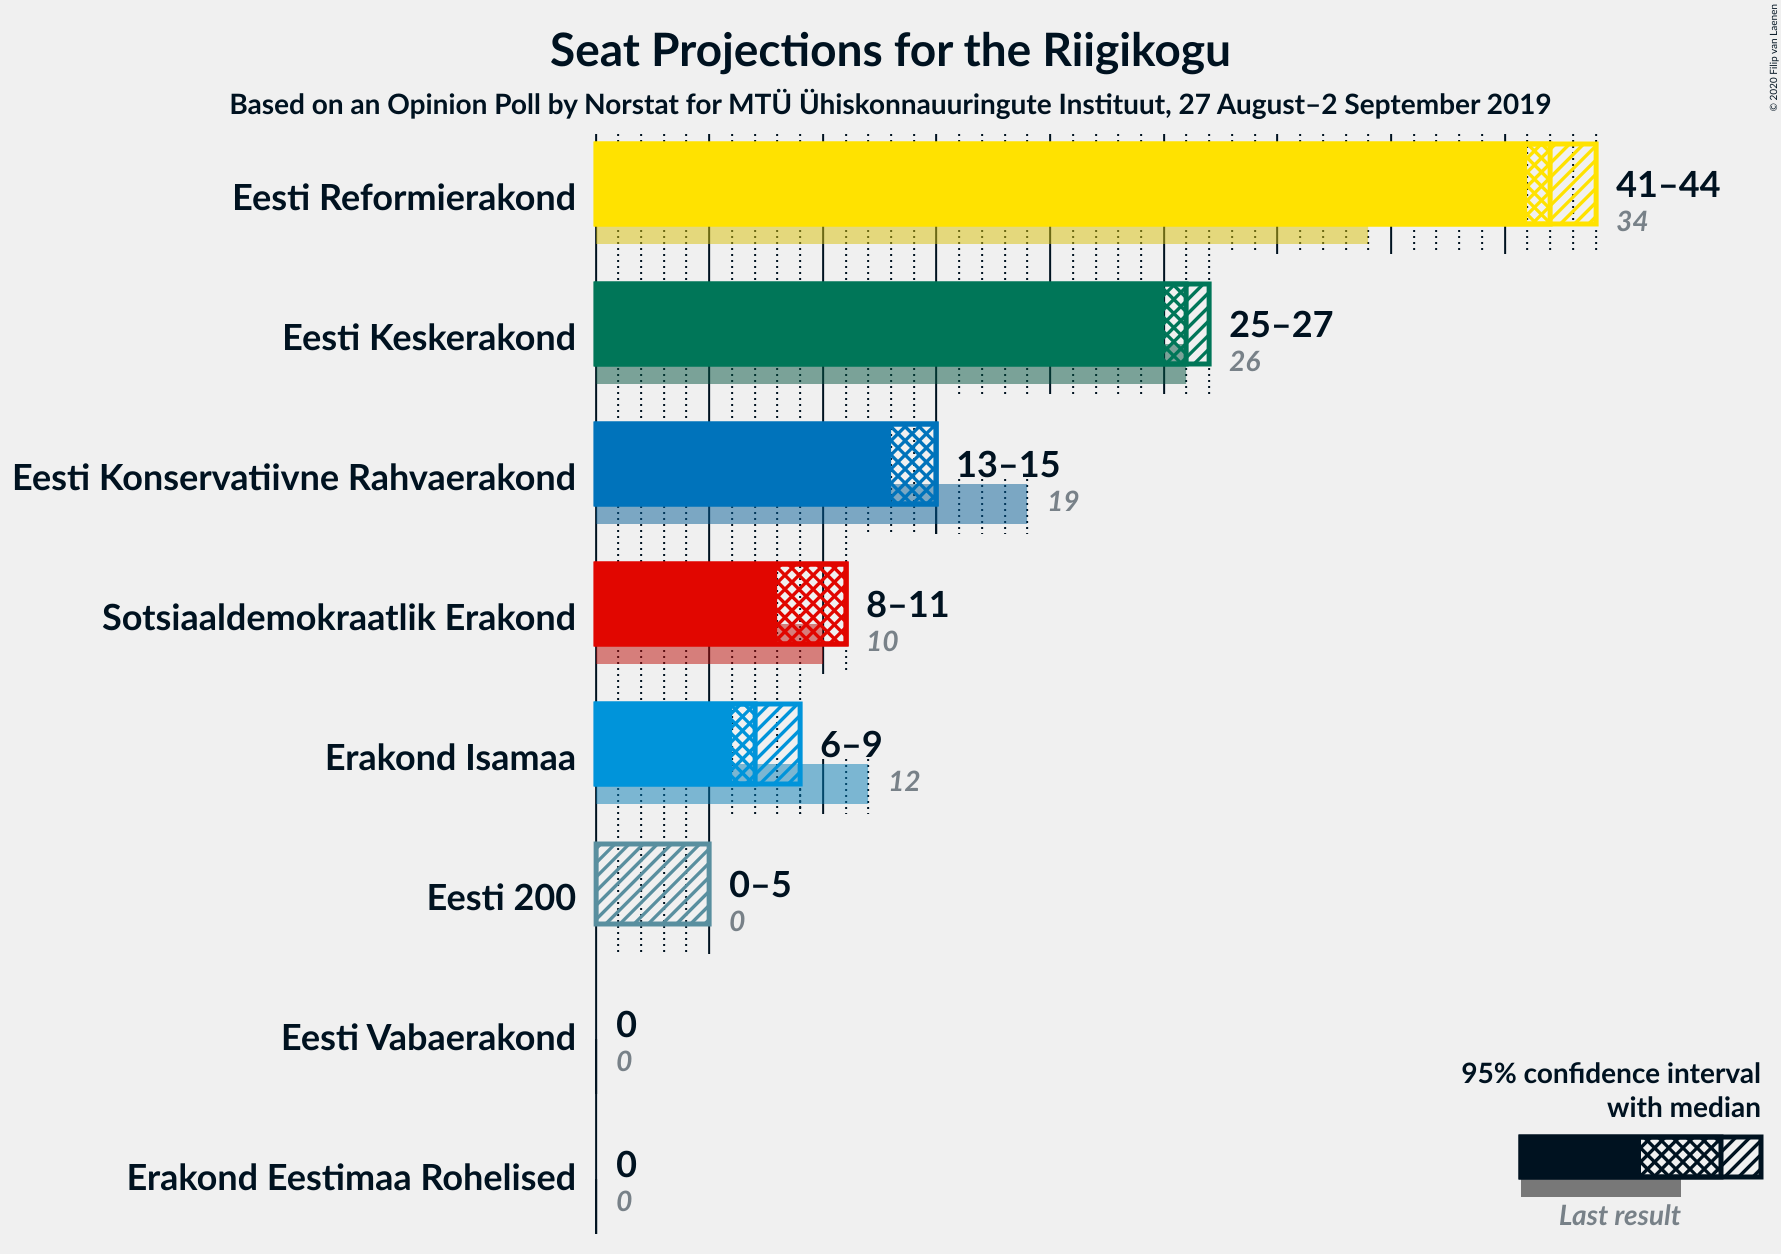 Seat Projections for the Riigikogu
Based on an Opinion Poll by Norstat for MTÜ Ühiskonnauuringute Instituut, 27 August–2 September 2019
© 2020 Filip van Laenen
Eesti Reformierakond
41–44
34
Eesti Keskerakond
25–27
26
Eesti Konservatiivne Rahvaerakond
13–15
19
Sotsiaaldemokraatlik Erakond
8–11
10
Erakond Isamaa
6–9
12
Eesti 200
0–5
0
Eesti Vabaerakond
0
0
Erakond Eestimaa Rohelised
0
0
95% confidence interval
with median
Last result